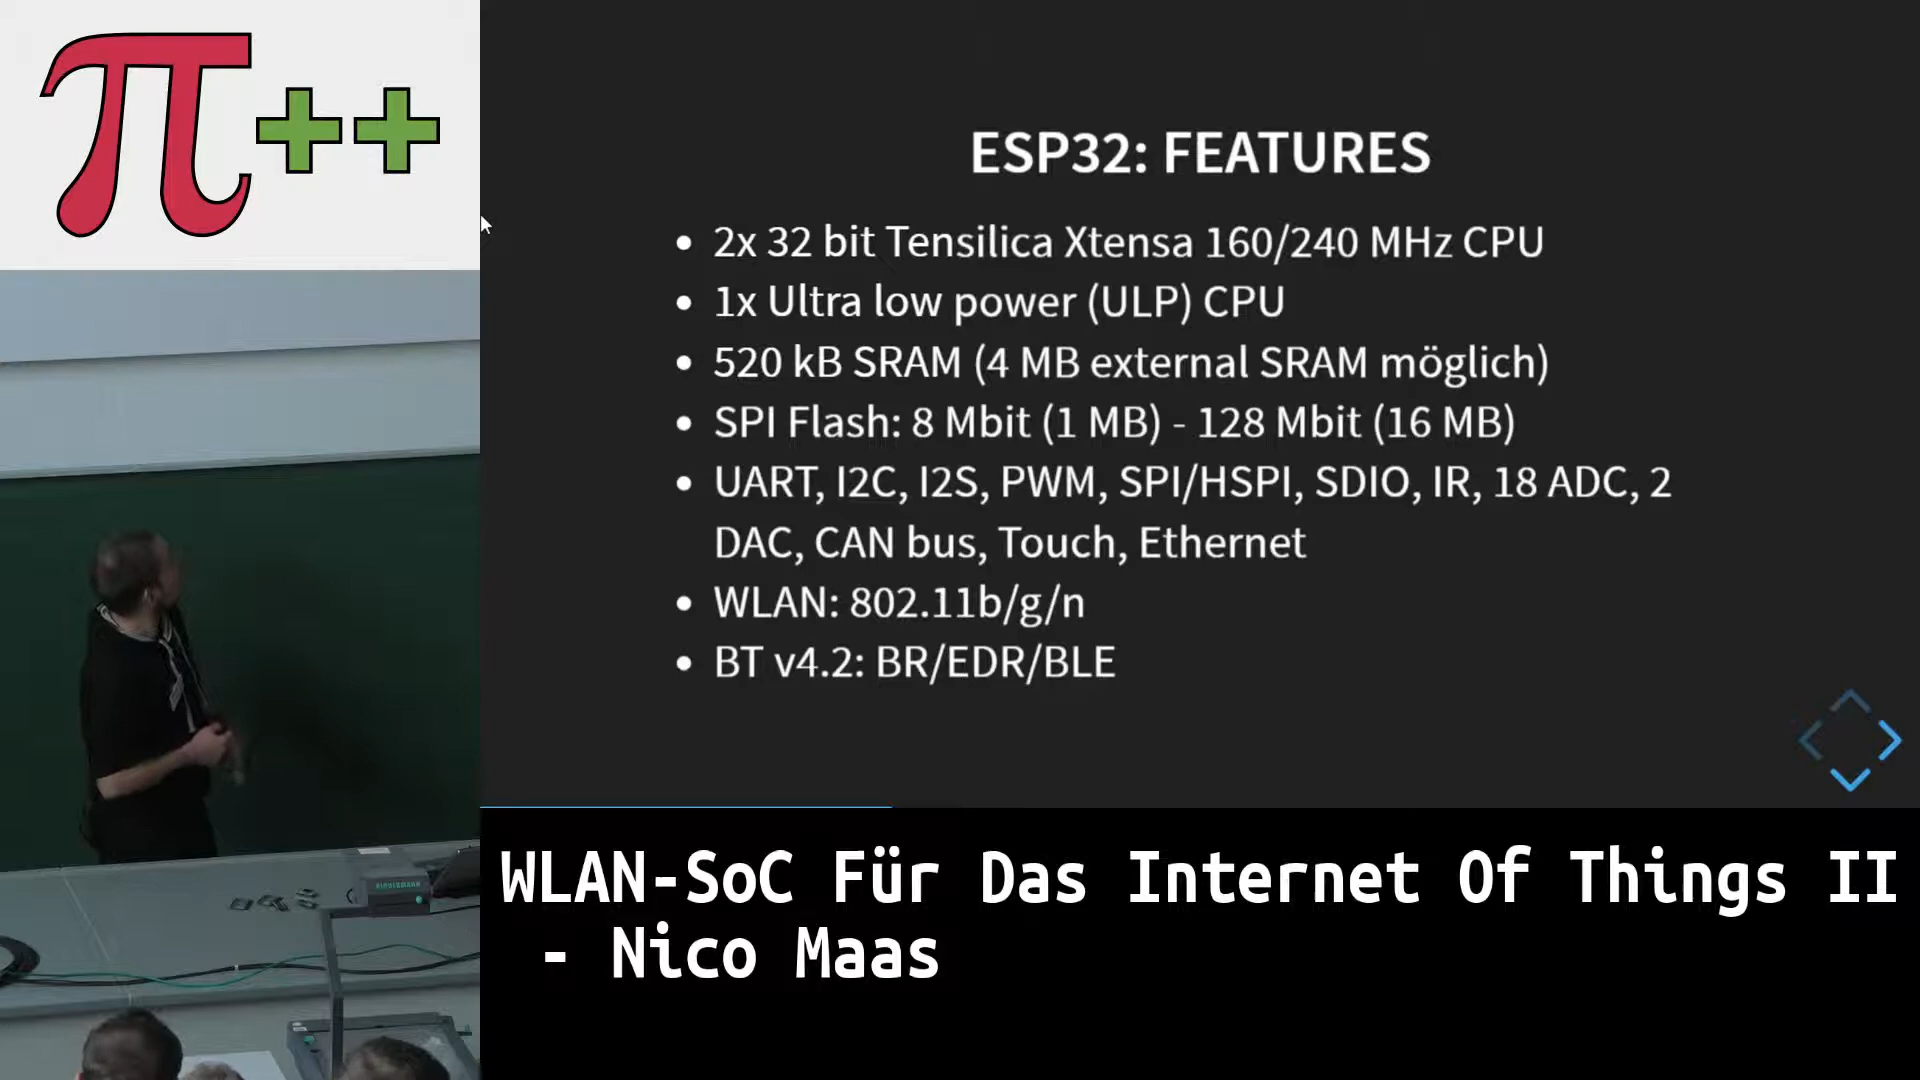 π++
ESP32: FEATURES
• 2x 32 bit Tensilica Xtensa 160/240 MHz CPU
• 1x Ultra low power (ULP) CPU
• 520 kB SRAM (4 MB external SRAM möglich)
• SPI Flash: 8 Mbit (1 MB) - 128 Mbit (16 MB)
• UART, I2C, I2S, PWM, SPI/HSPI, SDIO, IR, 18 ADC, 2
DAC, CAN bus, Touch, Ethernet
• WLAN: 802.11b/g/n
• BT v4.2: BR/EDR/BLE
WLAN-SoC Für Das Internet Of Things II
- Nico Maas